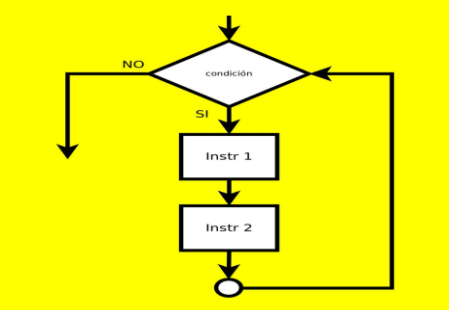 NO
condición
SI
Instr 1
Instr 2